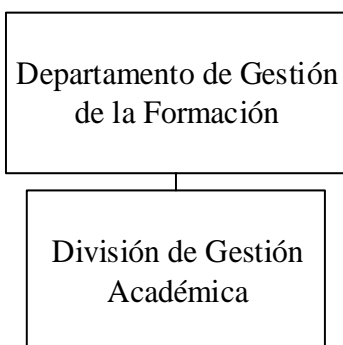 Departamento de Gestión
de la Formación
División de Gestión
Académica